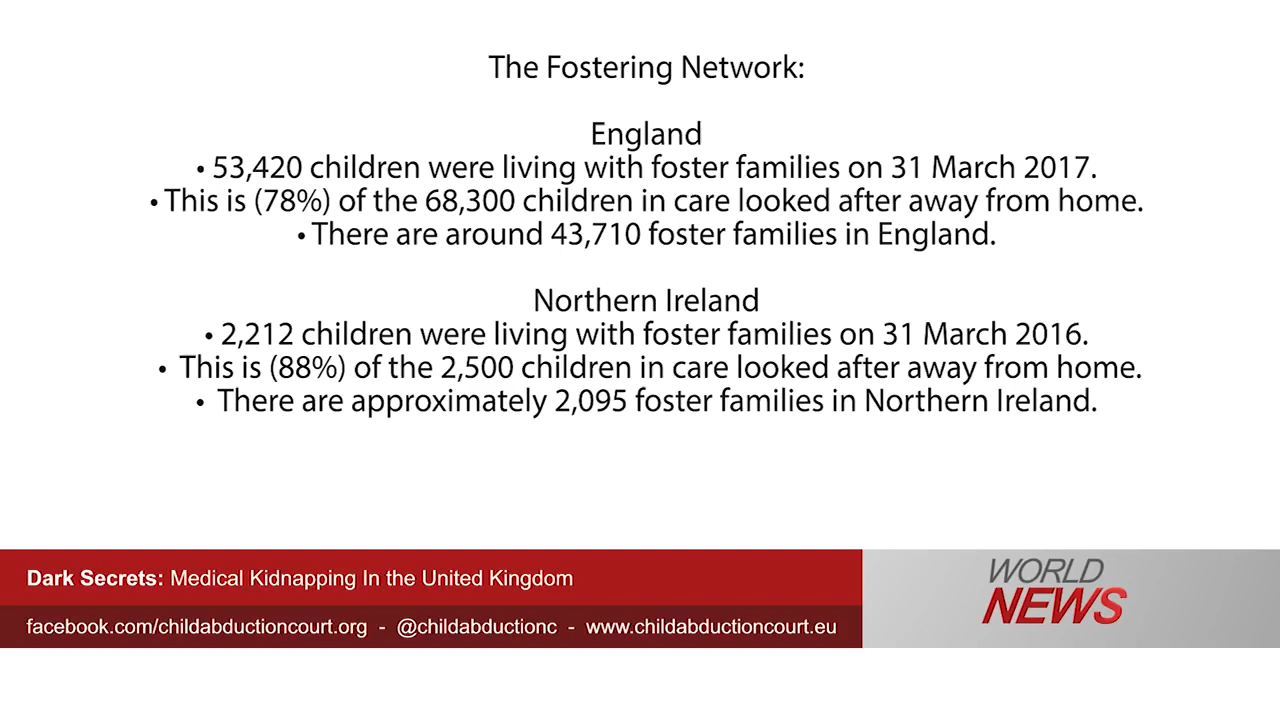 The Fostering Network:
England
• 53,420 children were living with foster families on 31 March 2017.
• This is (78%) of the 68,300 children in care looked after away from home.
• There are around 43,710 foster families in England.
Northern Ireland
• 2,212 children were living with foster families on 31 March 2016.
• This is (88%) of the 2,500 children in care looked after away from home.
• There are approximately 2,095 foster families in Northern Ireland.
Dark Secrets: Medical Kidnapping In the United Kingdom
facebook.com/childabductioncourt.org - @childabductionc - www.childabductioncourt.eu
WORLD
NEWS